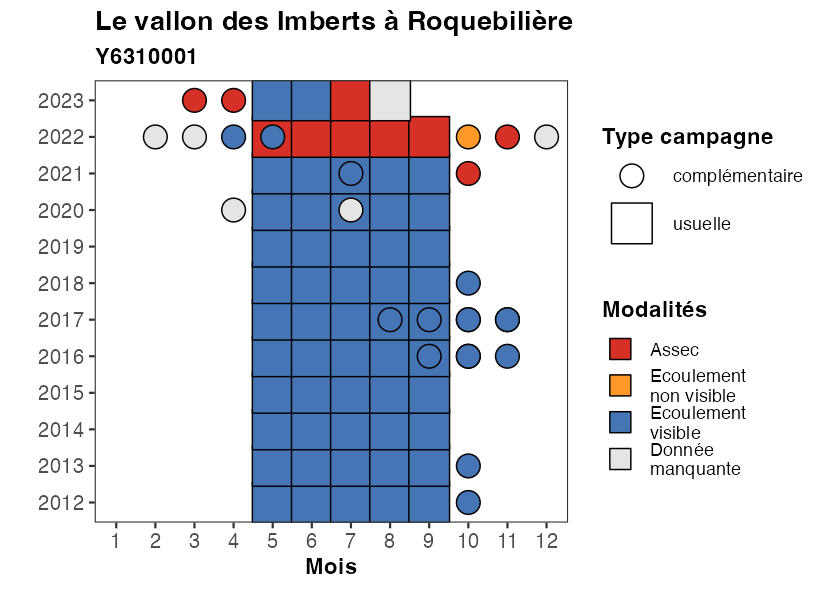 Le vallon des Imberts à Roquebilière
Y6310001
2023
2022
2021
2020
2019
2018
2017
2016
2015
2014
2013
2012
1 2 3 4 5 6 7 8 9 10 11 12
Mois
Type campagne
complémentaire
usuelle
Modalités
Assec
Ecoulement
non visible
Ecoulement
visible
Donnée
manquante